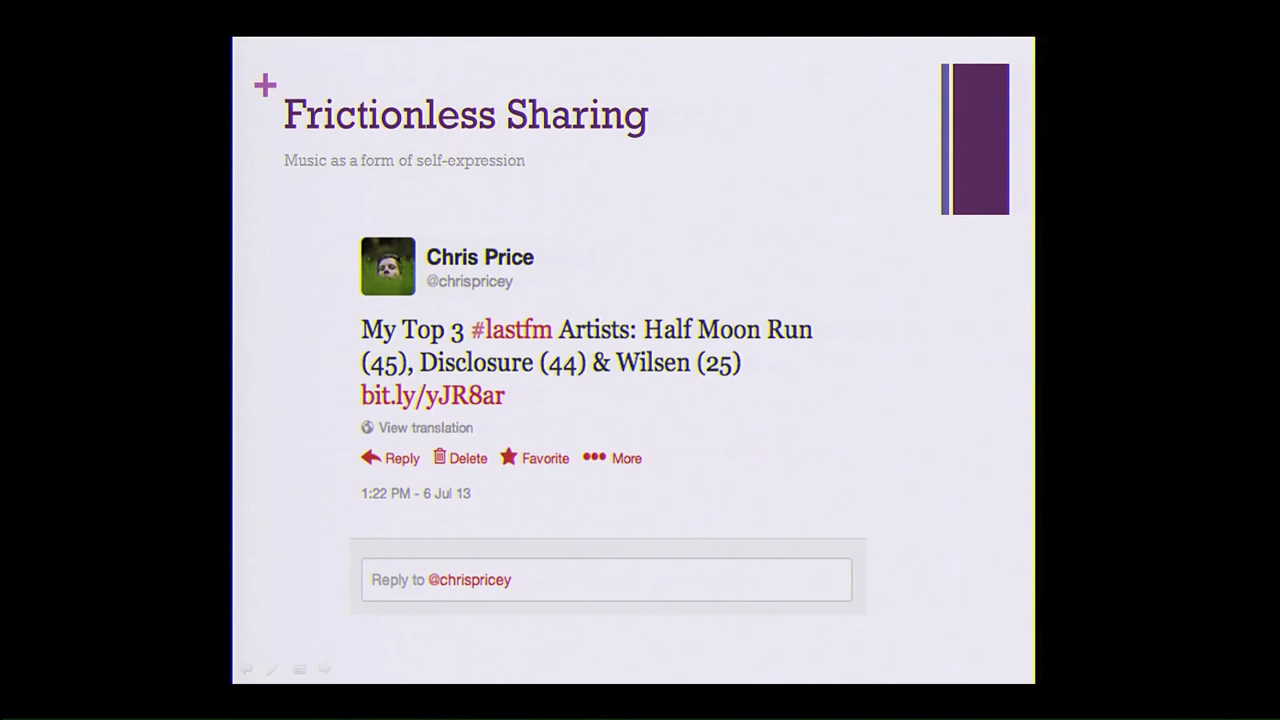 +
Frictionless Sharing
Music as a form of self-expression
Chris Price
@chrispricey
My Top 3 #lastfm Artists: Half Moon Run
(45), Disclosure (44) & Wilsen (25)
bit.ly/yJR8ar
View translation
Reply Delete Favorite ••• More
1:22 PM - 6 Jul 13
Reply to @chrispricey